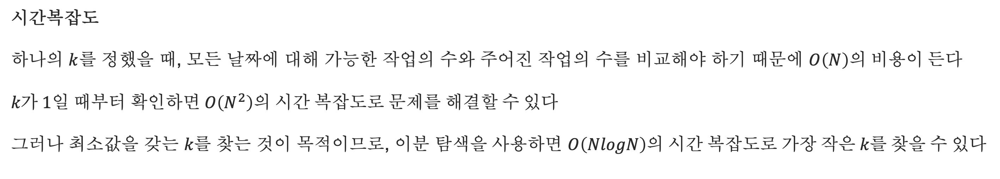 시간복잡도
하나의 k를 정했을 때, 모든 날짜에 대해 가능한 작업의 수와 주어진 작업의 수를 비교해야 하기 때문에 O(N)의 비용이 든다
k가 1일 때부터 확인하면 O(N²)의 시간 복잡도로 문제를 해결할 수 있다
그러나 최소값을 갖는 k를 찾는 것이 목적이므로, 이분 탐색을 사용하면 O(NlogN)의 시간 복잡도로 가장 작은 k를 찾을 수 있다